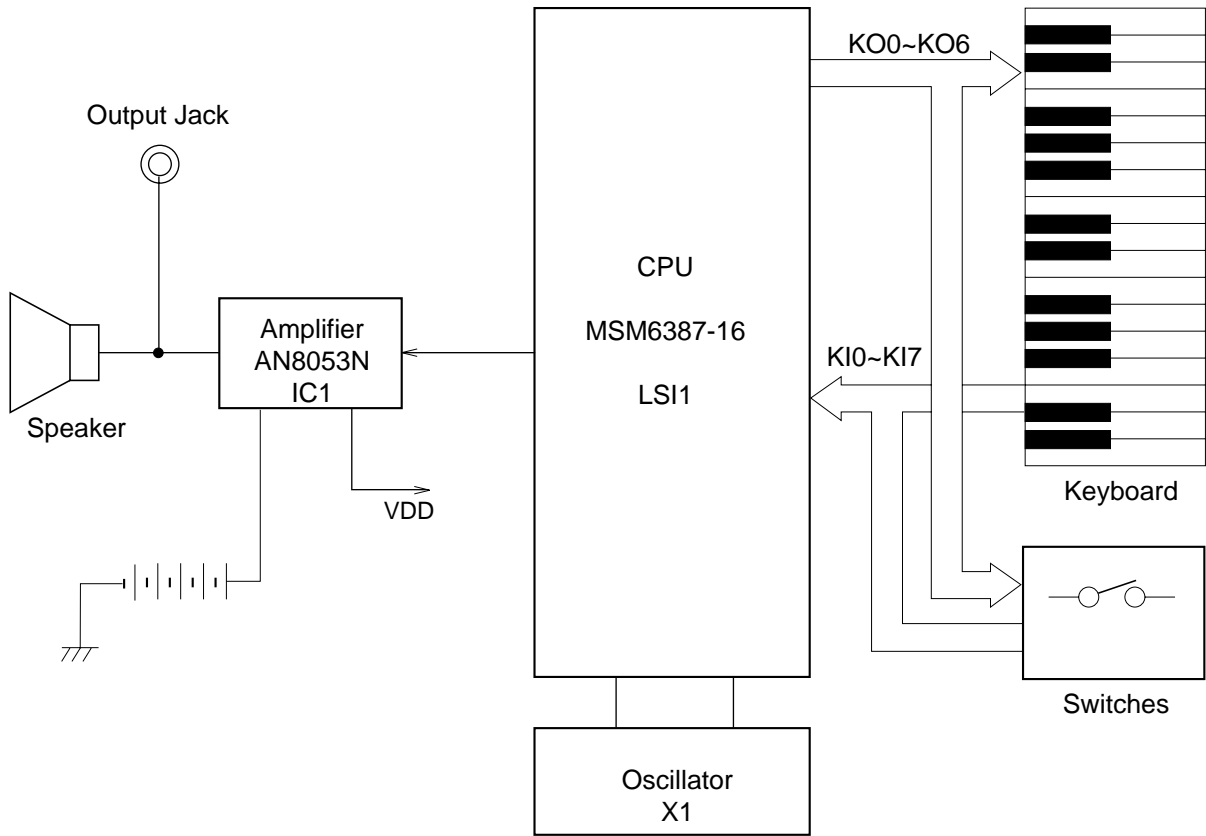 KO0~KO6
Output Jack
CPU
MSM6387-16
LSI1
Amplifier
AN8053N
IC1
KI0~KI7
Speaker
VDD
Keyboard
Switches
Oscillator
X1